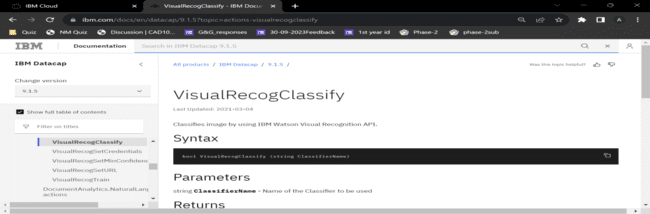 IBM Cloud
VisualRecogClassify - IBM Docu
ibm.com/docs/en/datacap/9.1.5?topic=actions-visualrecogclassify
Quiz
NM Quiz
Discussion | CAD10...
G&G_responses
30-09-2023Feedback
1st year id
Phase-2
phase-2sub
IBM
Documentation
Search in IBM Datacap 9.1.5
IBM Datacap
All products / IBM Datacap / 9.1.5 /
Was this topic helpful?
Change version
9.1.5
Show full table of contents
Filter on titles
VisualRecogClassify
VisualRecogSetCredentials
VisualRecogSetMinConfidenc
VisualRecogSetURL
VisualRecogTrain
DocumentAnalytics.NaturalLang
actions
VisualRecogClassify
Last Updated: 2021-03-04
Classifies image by using IBM Watson Visual Recognition API.
Syntax
bool VisualRecogClassify (string ClassifierName)
Parameters
string ClassifierName - Name of the Classifier to be used
Returns